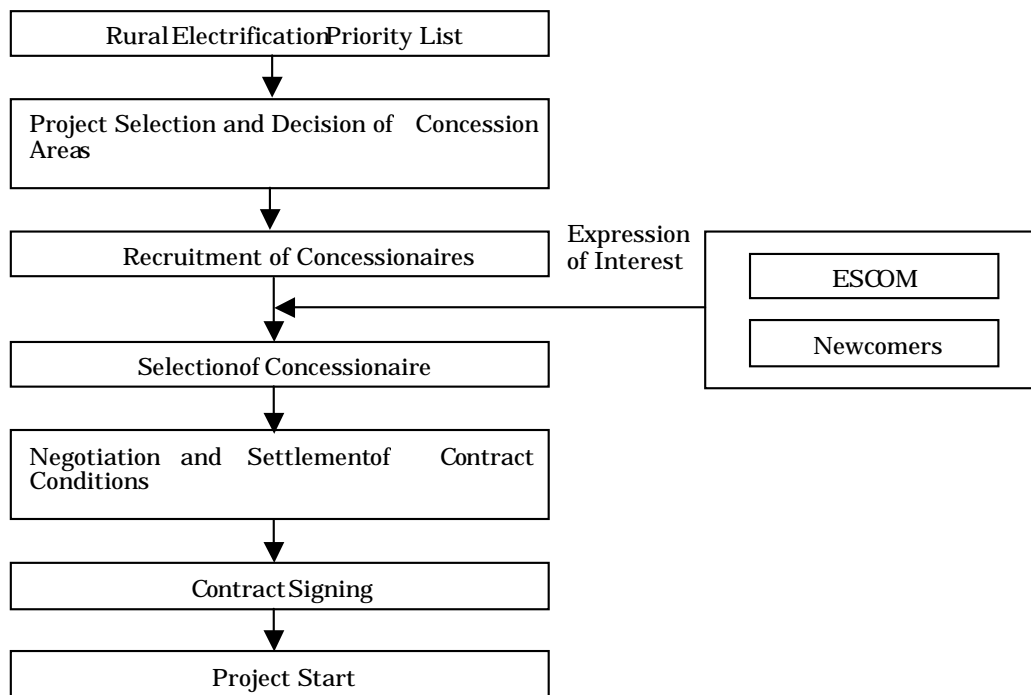 Rural Electrification Priority List
Project Selection and Decision of Concession
Areas
Recruitment of Concessionaires
Expression
of Interest
ESCOM
Newcomers
Selection of Concessionaire
Negotiation and Settlement of Contract
Conditions
Contract Signing
Project Start